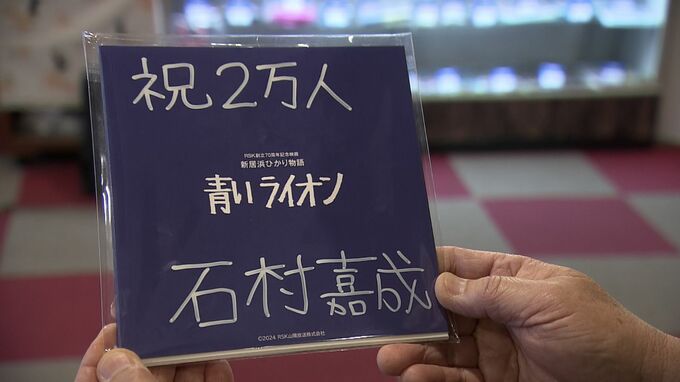 祝2万人
RSK創立70周年記念映画
新居浜ひかり物語
青いライオン
石村嘉成
©2024 RSK山陽放送株式会社